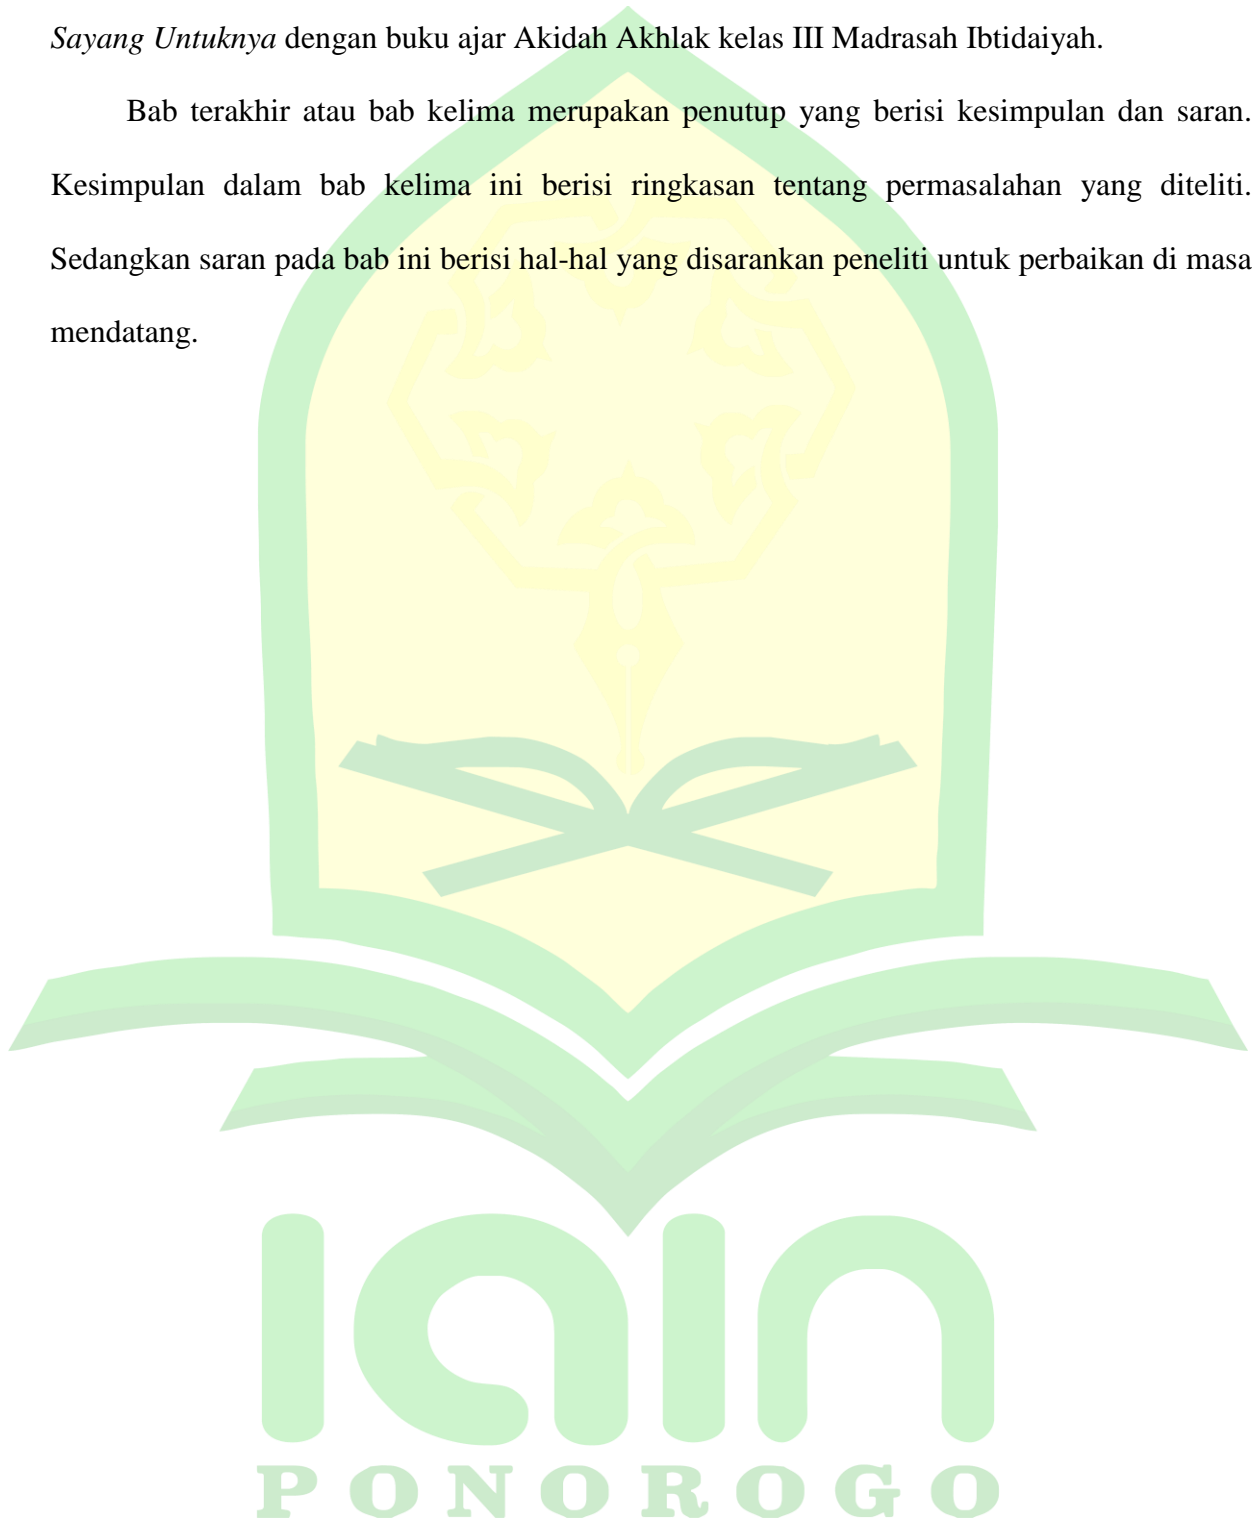 Sayang Untuknya dengan buku ajar Akidah Akhlak kelas III Madrasah Ibtidaiyah.
Bab terakhir atau bab kelima merupakan penutup yang berisi kesimpulan dan saran.
Kesimpulan dalam bab kelima ini berisi ringkasan tentang permasalahan yang diteliti.
Sedangkan saran pada bab ini berisi hal-hal yang disarankan peneliti untuk perbaikan di masa
mendatang.
iain
PONOROGO